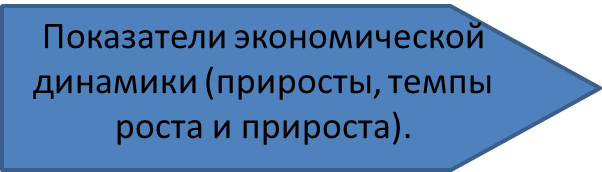 Показатели экономической
динамики (приросты, темпы
роста и прироста).